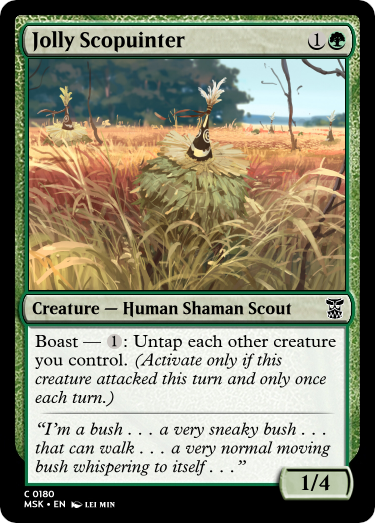 Jolly Scopuinter 1
Creature — Human Shaman Scout
Boast — 1: Untap each other creature
you control. (Activate only if this
creature attacked this turn and only once
each turn.)
“I’m a bush . . . a very sneaky bush . . .
that can walk . . . a very normal moving
bush whispering to itself . . .”
1/4
C 0180
MSK • EN LEI MIN